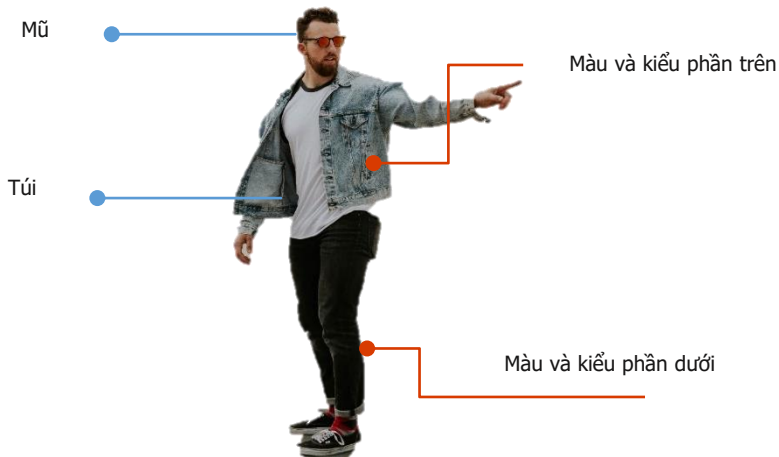 Mũ
Màu và kiểu phần trên
Túi
Màu và kiểu phần dưới